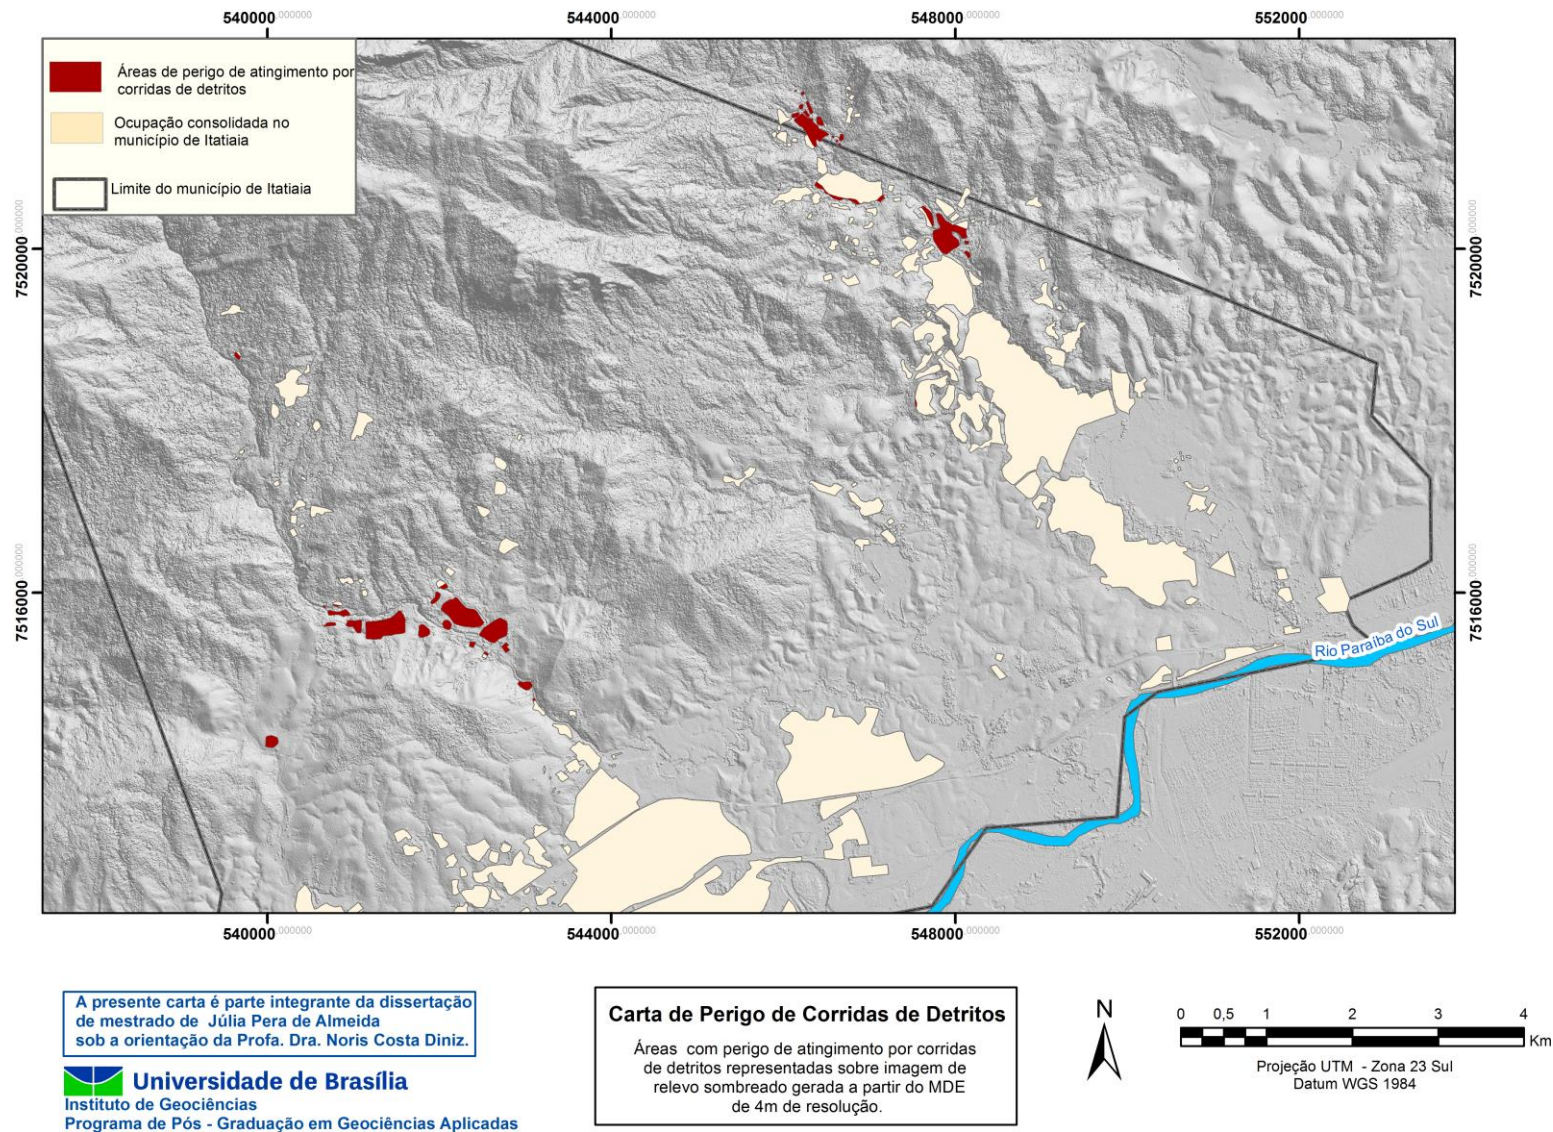 540000.000000
544000.000000
548000.000000
552000.000000
Áreas de perigo de atingimento por
corridas de detritos
Ocupação consolidada no
município de Itatiaia
Limite do município de Itatiaia
7520000.000000
7520000.000000
7516000.000000
7516000.000000
Rio Paraíba do Sul
540000.000000
544000.000000
548000.000000
552000.000000
A presente carta é parte integrante da dissertação
de mestrado de Júlia Pera de Almeida
sob a orientação da Profa. Dra. Noris Costa Diniz.
Universidade de Brasília
Instituto de Geociências
Programa de Pós - Graduação em Geociências Aplicadas
Carta de Perigo de Corridas de Detritos
Áreas com perigo de atingimento por corridas
de detritos representadas sobre imagem de
relevo sombreado gerada a partir do MDE
de 4m de resolução.
N
0 0,5 1 2 3 4
Km
Projeção UTM - Zona 23 Sul
Datum WGS 1984